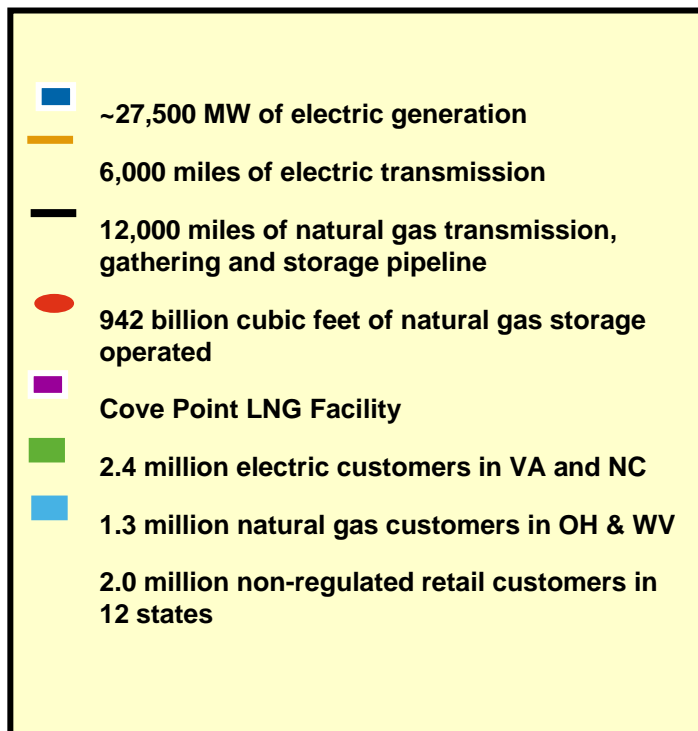 ~27,500 MW of electric generation
6,000 miles of electric transmission
12,000 miles of natural gas transmission,
gathering and storage pipeline
942 billion cubic feet of natural gas storage
operated
Cove Point LNG Facility
2.4 million electric customers in VA and NC
1.3 million natural gas customers in OH & WV
2.0 million non-regulated retail customers in
12 states